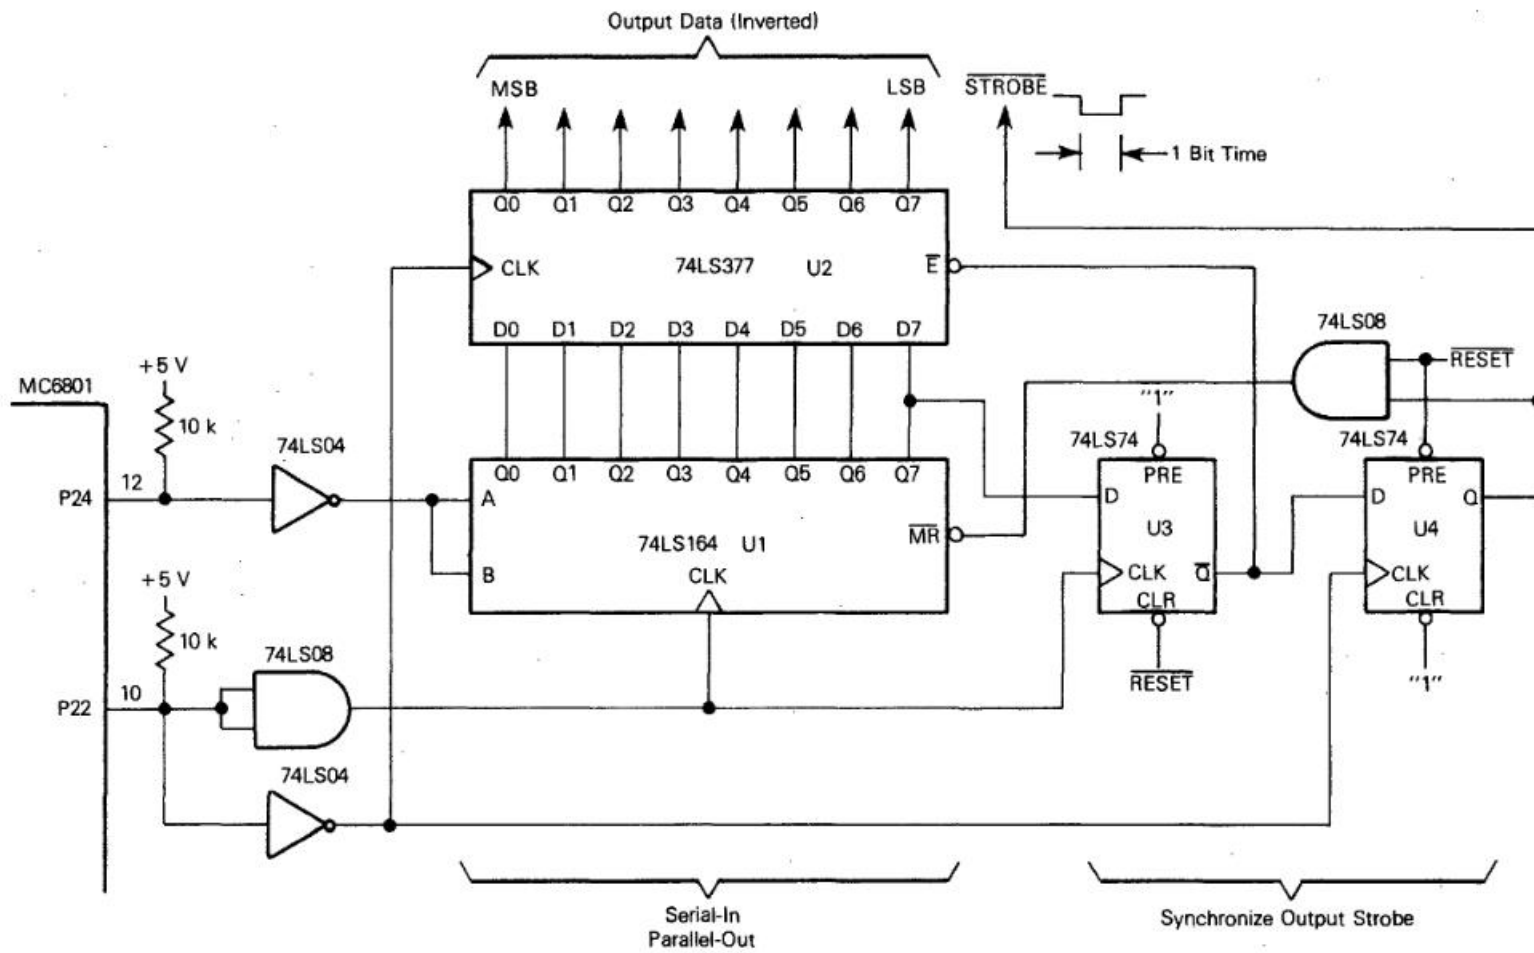 Output Data (Inverted)
MSB
LSB
STROBE
1 Bit Time
Q0 Q1 Q2 Q3 Q4 Q5 Q6 Q7
CLK
74LS377 U2
E
D0 D1 D2 D3 D4 D5 D6 D7
74LS08
RESET
+5 V
MC6801
10 k
"1"
74LS04
74LS74
74LS74
Q0 Q1 Q2 Q3 Q4 Q5 Q6 Q7
PRE
PRE
P24
12
A
D
D
Q
74LS164 U1
MR
U3
U4
B
CLK
CLK
Q
CLK
+5 V
CLR
CLR
10 k
74LS08
RESET
"1"
P22
10
74LS04
Serial-In
Parallel-Out
Synchronize Output Strobe